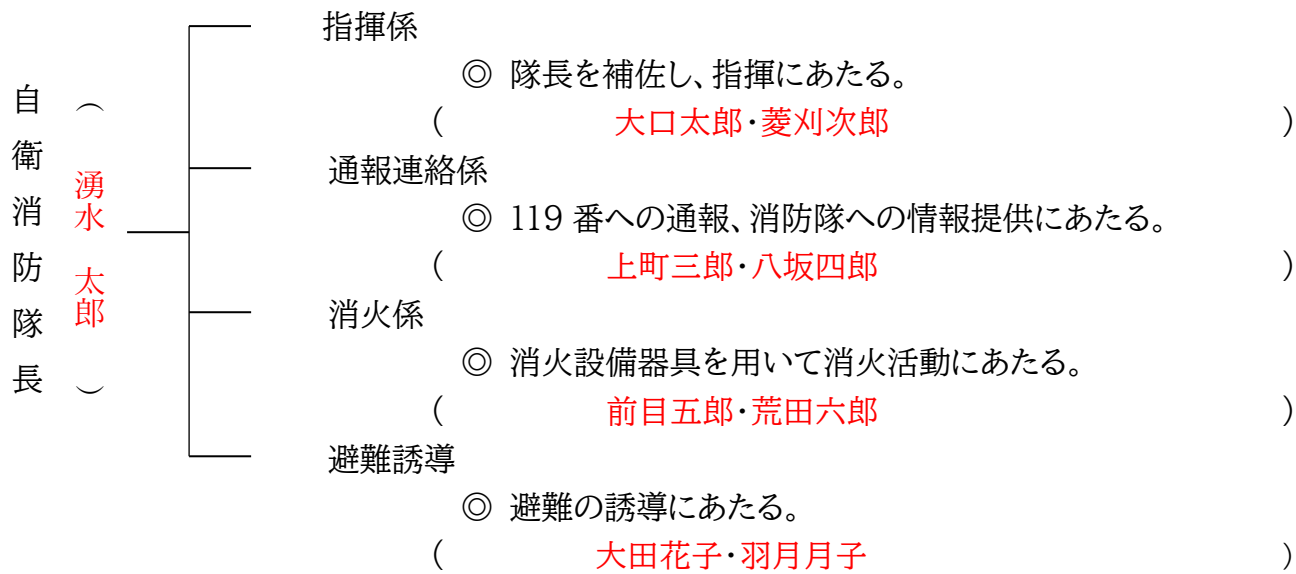 自衛消防隊長
（湧水　太郎）
指揮係
◎ 隊長を補佐し、指揮にあたる。
（ 大口太郎・菱刈次郎 ）
通報連絡係
◎ 119 番への通報、消防隊への情報提供にあたる。
（ 上町三郎・八坂四郎 ）
消火係
◎ 消火設備器具を用いて消火活動にあたる。
（ 前目五郎・荒田六郎 ）
避難誘導
◎ 避難の誘導にあたる。
（ 大田花子・羽月月子 ）